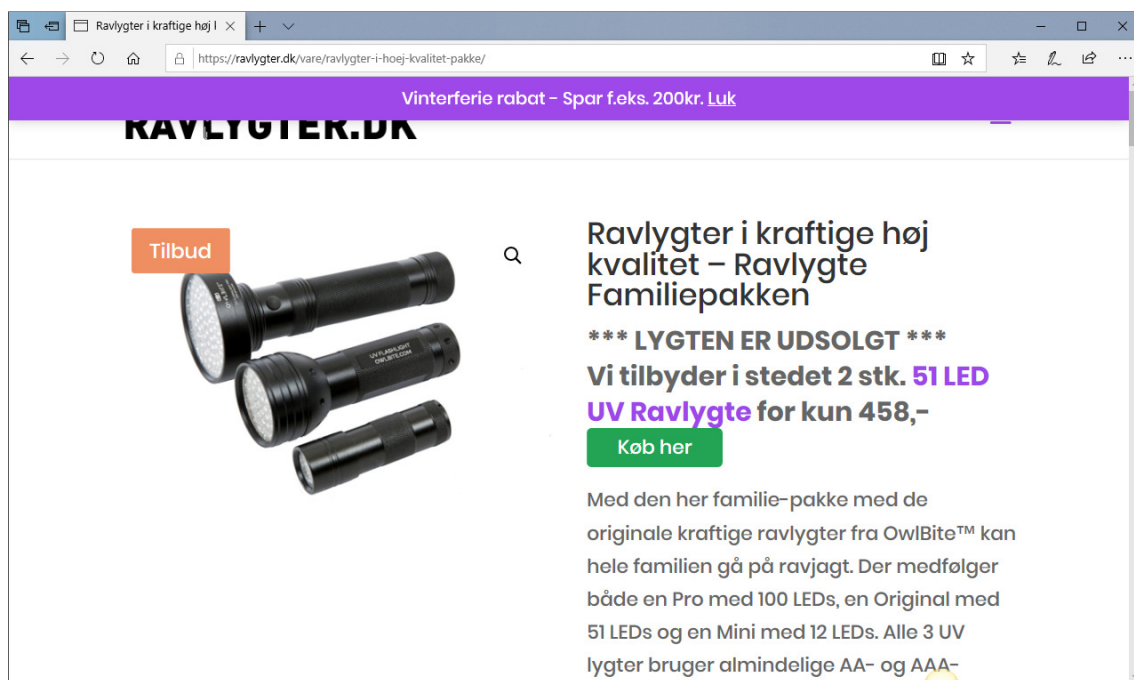 Ravlygter i kraftige høj l
https://ravlygter.dk/vare/ravlygter-i-hoej-kvalitet-pakke/
Vinterferie rabat - Spar f.eks. 200kr. Luk
RAVLYGTER.DK
Tilbud
UV FLASHLIGHT
OWLBITE.COM
Ravlygter i kraftige høj
kvalitet – Ravlygte
Familiepakken
*** LYGTEN ER UDSOLGT ***
Vi tilbyder i stedet 2 stk. 51 LED
UV Ravlygte for kun 458,-
Køb her
Med den her familie-pakke med de
originale kraftige ravlygter fra OwlBite™ kan
hele familien gå på ravjagt. Der medfølger
både en Pro med 100 LEDs, en Original med
51 LEDs og en Mini med 12 LEDs. Alle 3 UV
lygter bruger almindelige AA- og AAA-